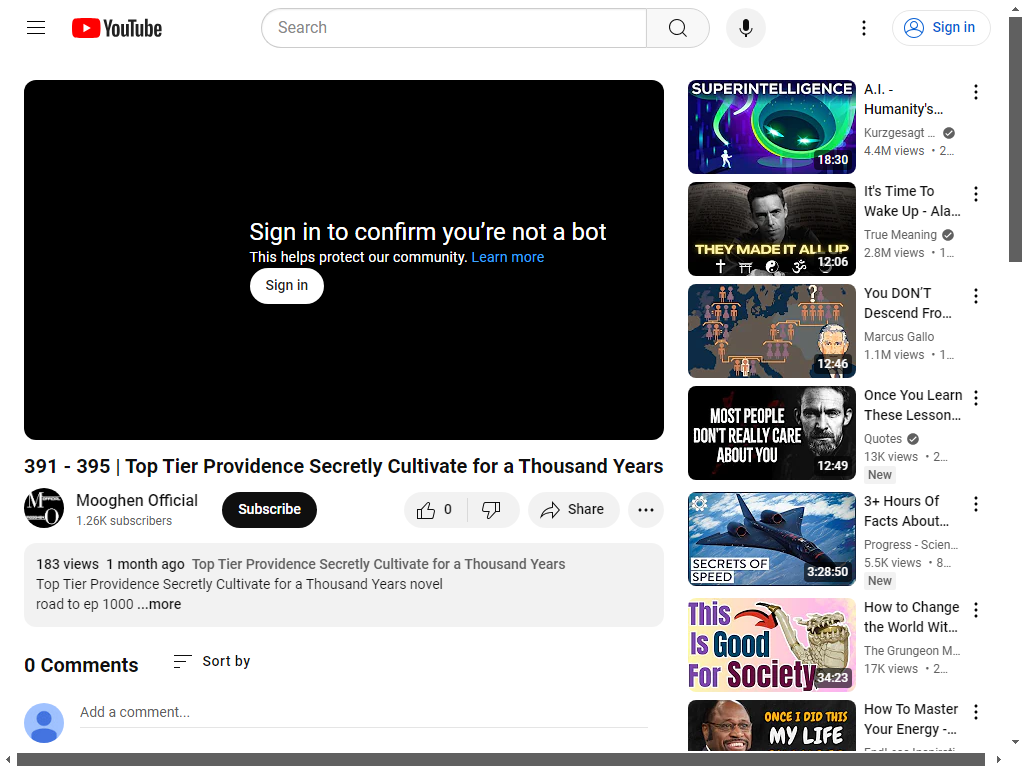 YouTube
Search
Sign in
Sign in to confirm you're not a bot
This helps protect our community. Learn more
Sign in
391 - 395 | Top Tier Providence Secretly Cultivate for a Thousand Years
Mooghen Official
1.26K subscribers
Subscribe
0
Share
183 views 1 month ago Top Tier Providence Secretly Cultivate for a Thousand Years
Top Tier Providence Secretly Cultivate for a Thousand Years novel
road to ep 1000 ...more
0 Comments
Sort by
Add a comment...
SUPERINTELLIGENCE
18:30
A.I. -
Humanity's...
Kurzgesagt ...
4.4M views • 2...
THEY MADE IT ALL UP
12:06
It's Time To
Wake Up - Ala...
True Meaning
2.8M views • 1...
?
12:46
You DON'T
Descend Fro...
Marcus Gallo
1.1M views • 1...
MOST PEOPLE
DON'T REALLY CARE
ABOUT YOU
12:49
Once You Learn
These Lesson...
Quotes
13K views • 2...
New
SECRETS OF
SPEED
3:28:50
3+ Hours Of
Facts About...
Progress - Scien...
5.5K views • 8...
New
This
Is Good
For Society
34:23
How to Change
the World Wit...
The Grungeon M...
17K views • 2...
ONCE I DID THIS
MY LIFE
How To Master
Your Energy -...